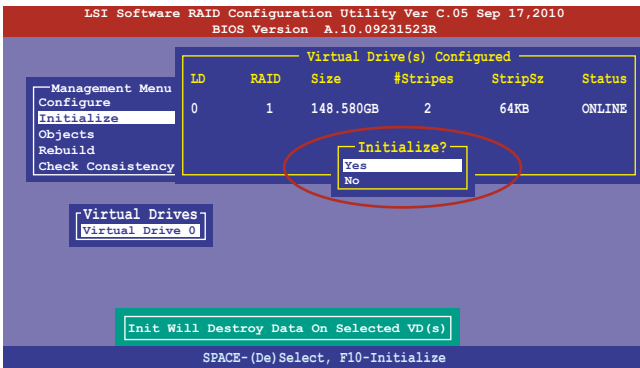 LSI Software RAID Configuration Utility Ver C.05 Sep 17,2010
BIOS Version A.10.09231523R
Virtual Drive(s) Configured
LD RAID Size #Stripes StripSz Status
0 1 148.580GB 2 64KB ONLINE
Management Menu
Configure
Initialize
Objects
Rebuild
Check Consistency
Initialize?
Yes
No
Virtual Drives
Virtual Drive 0
Init Will Destroy Data On Selected VD(s)
SPACE-(De)Select, F10-Initialize